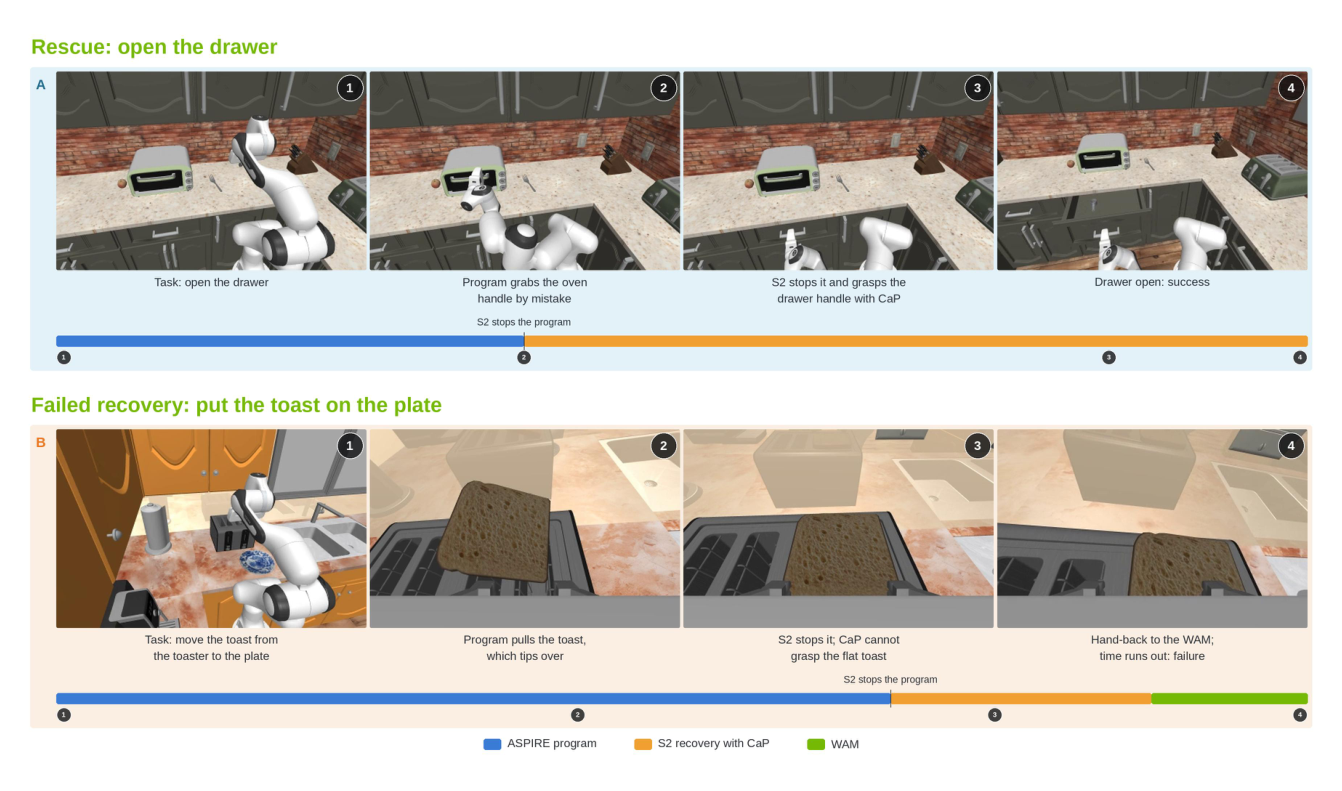 Rescue: open the drawer
A
1
2
3
4
Task: open the drawer
Program grabs the oven
handle by mistake
S2 stops it and grasps the
drawer handle with CaP
Drawer open: success
S2 stops the program
1
2
3
4
Failed recovery: put the toast on the plate
B
1
2
3
4
Task: move the toast from
the toaster to the plate
Program pulls the toast,
which tips over
S2 stops it; CaP cannot
grasp the flat toast
Hand-back to the WAM;
time runs out: failure
S2 stops the program
1
2
3
4
ASPIRE program
S2 recovery with CaP
WAM